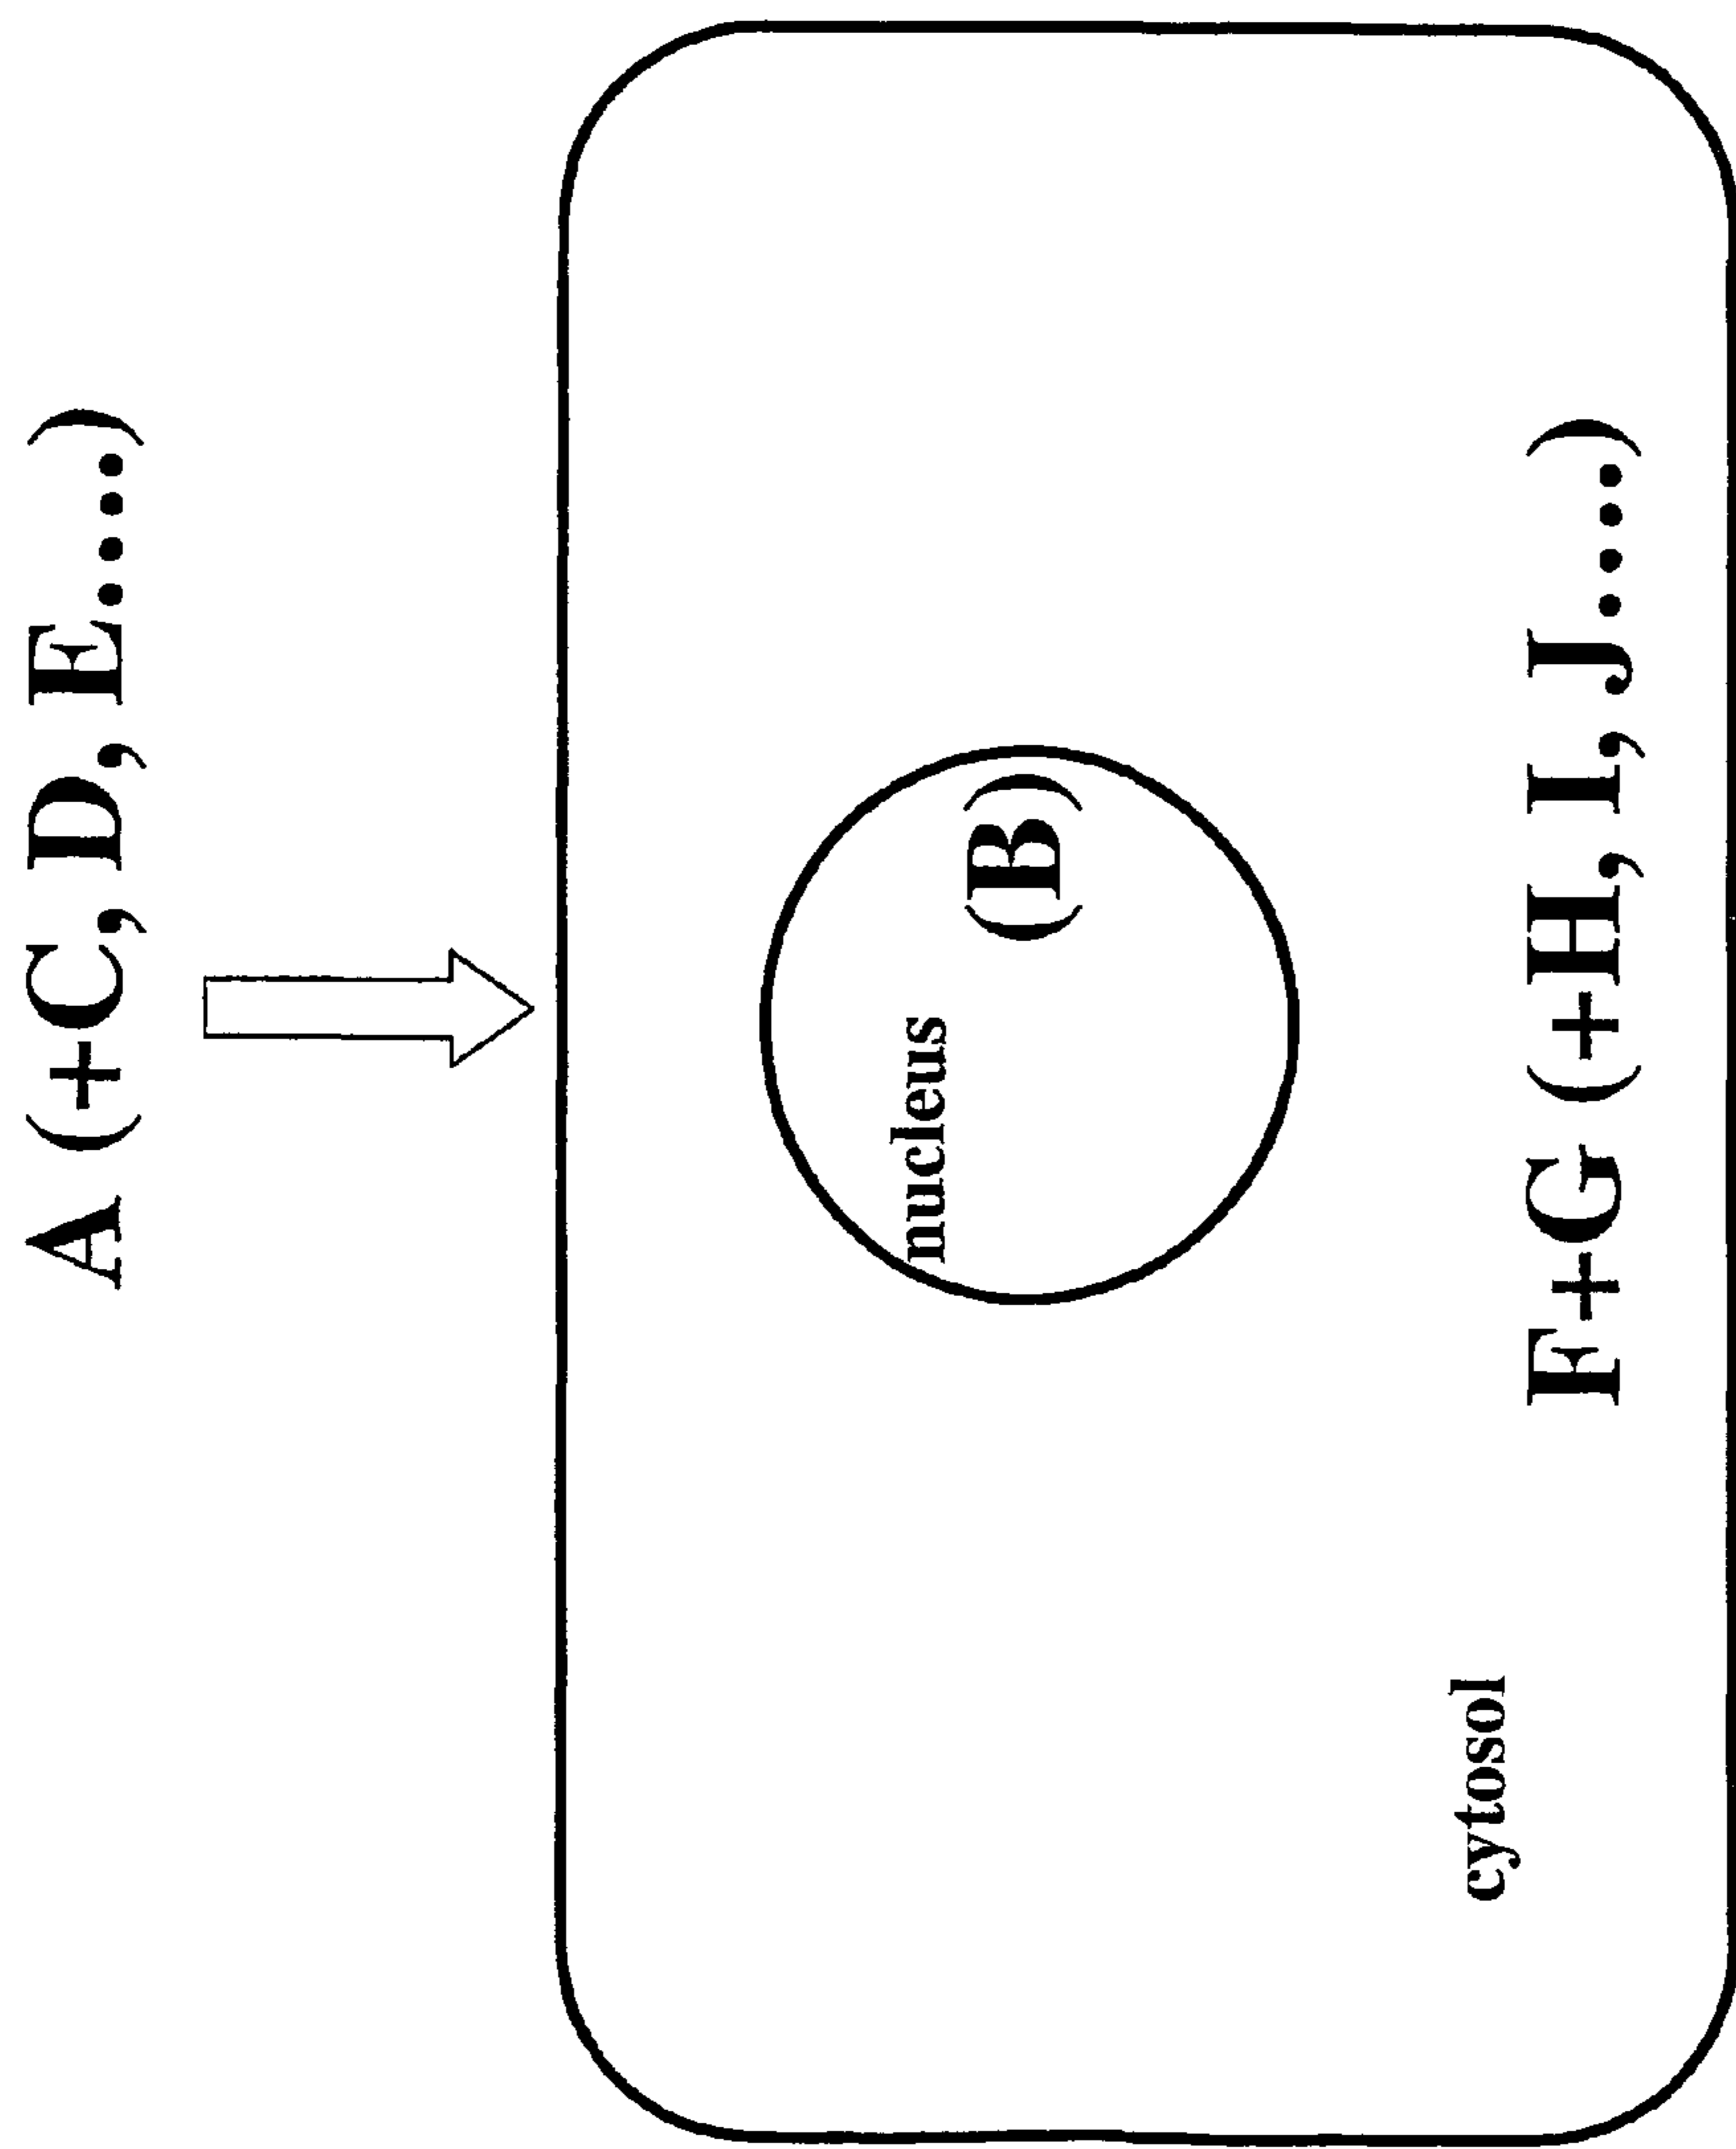 A (+C, D, E....)
nucleus
(B)
cytosol
F+G (+H, I, J....)